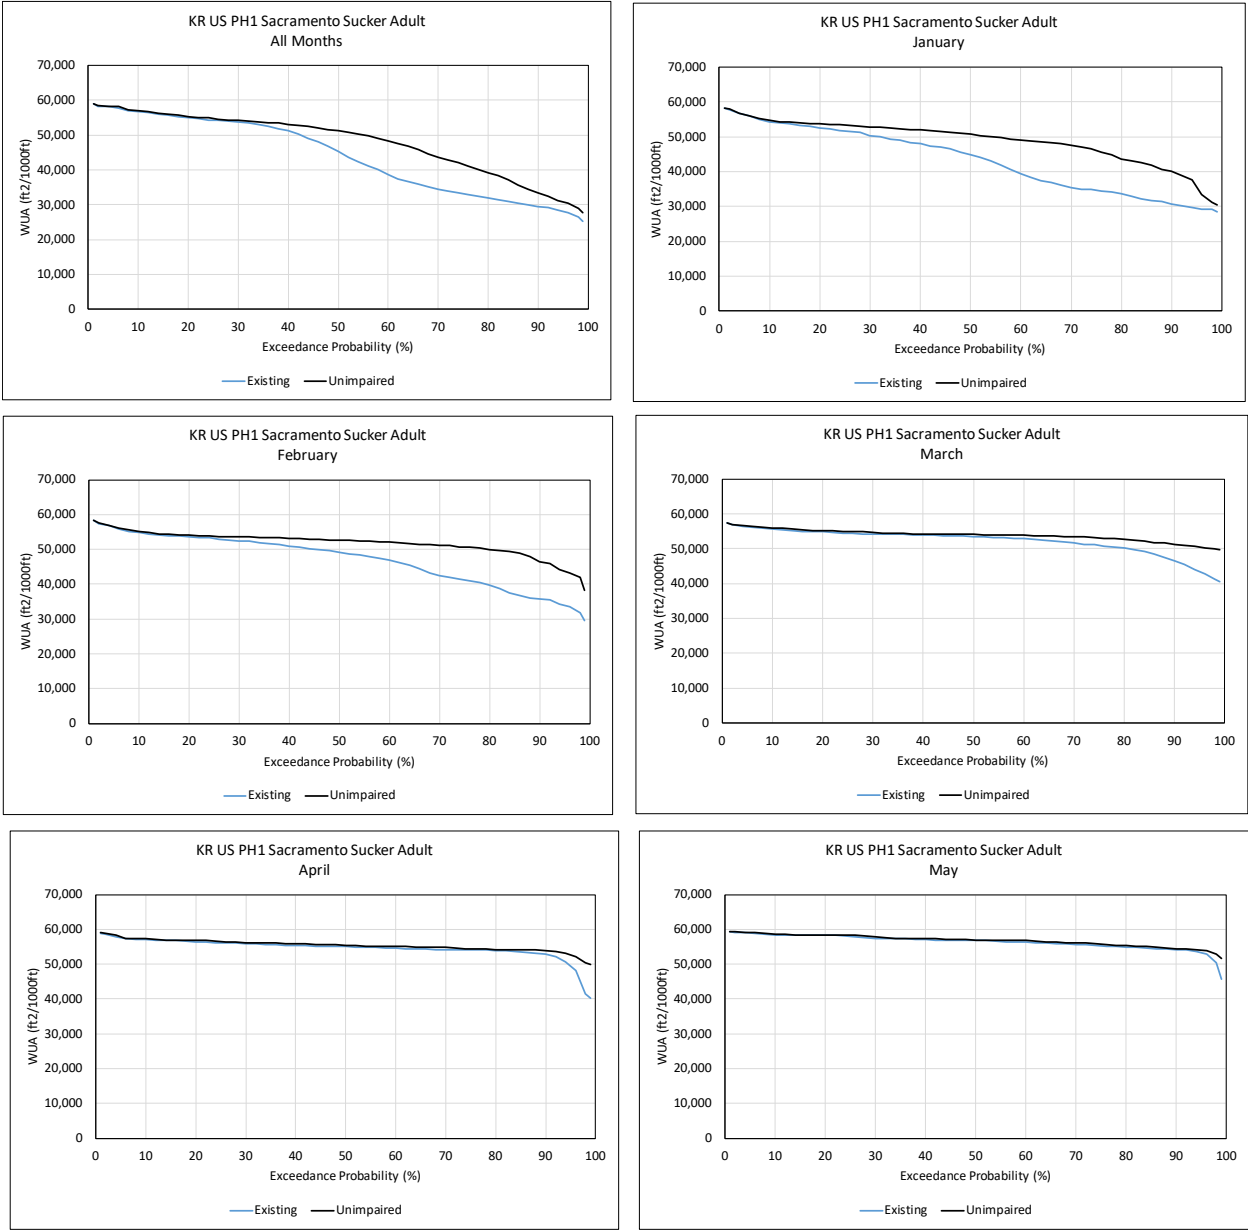 KR US PH1 Sacramento Sucker Adult
All Months
70,000
60,000
50,000
40,000
30,000
20,000
10,000
0
WUA (ft2/1000ft)
0 10 20 30 40 50 60 70 80 90 100
Exceedance Probability (%)
Existing Unimpaired
KR US PH1 Sacramento Sucker Adult
January
70,000
60,000
50,000
40,000
30,000
20,000
10,000
0
WUA (ft2/1000ft)
0 10 20 30 40 50 60 70 80 90 100
Exceedance Probability (%)
Existing Unimpaired
KR US PH1 Sacramento Sucker Adult
February
70,000
60,000
50,000
40,000
30,000
20,000
10,000
0
WUA (ft2/1000ft)
0 10 20 30 40 50 60 70 80 90 100
Exceedance Probability (%)
Existing Unimpaired
KR US PH1 Sacramento Sucker Adult
March
70,000
60,000
50,000
40,000
30,000
20,000
10,000
0
WUA (ft2/1000ft)
0 10 20 30 40 50 60 70 80 90 100
Exceedance Probability (%)
Existing Unimpaired
KR US PH1 Sacramento Sucker Adult
April
70,000
60,000
50,000
40,000
30,000
20,000
10,000
0
WUA (ft2/1000ft)
0 10 20 30 40 50 60 70 80 90 100
Exceedance Probability (%)
Existing Unimpaired
KR US PH1 Sacramento Sucker Adult
May
70,000
60,000
50,000
40,000
30,000
20,000
10,000
0
WUA (ft2/1000ft)
0 10 20 30 40 50 60 70 80 90 100
Exceedance Probability (%)
Existing Unimpaired